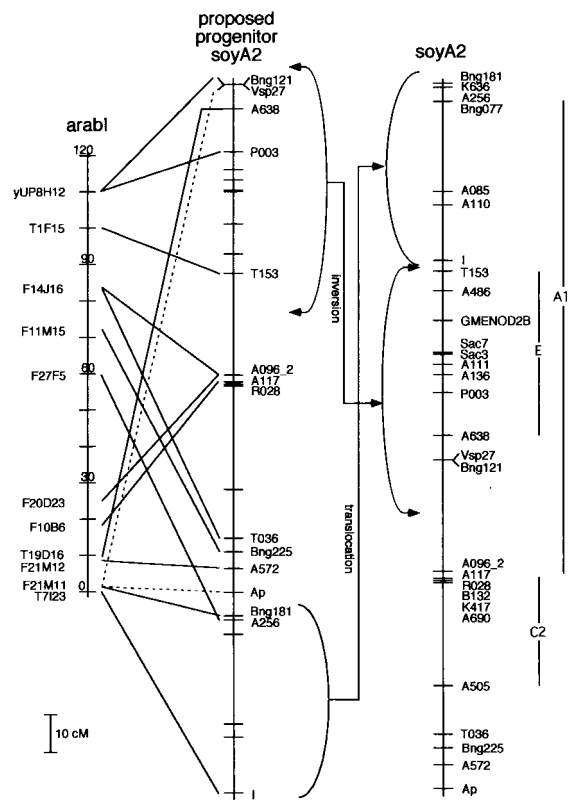 proposed
progenitor
soyA2
soyA2
arabI
120
90
60
30
0
yUP8H12
T1F15
F14J16
F11M15
F27F5
F20D23
F10B6
T19D16
F21M12
F21M11
T7I23
10 cM
Bng121
Vsp27
A638
P003
T153
A096_2
A117
R028
T036
Bng225
A572
Ap
Bng181
A256
I
inversion
translocation
Bng181
K636
A256
Bng077
A085
A110
I
T153
A486
GMENOD2B
Sac7
Sac3
A111
A136
P003
A638
Vsp27
Bng121
A096_2
A117
R028
B132
K417
A690
A505
T036
Bng225
A572
Ap
E
A1
C2